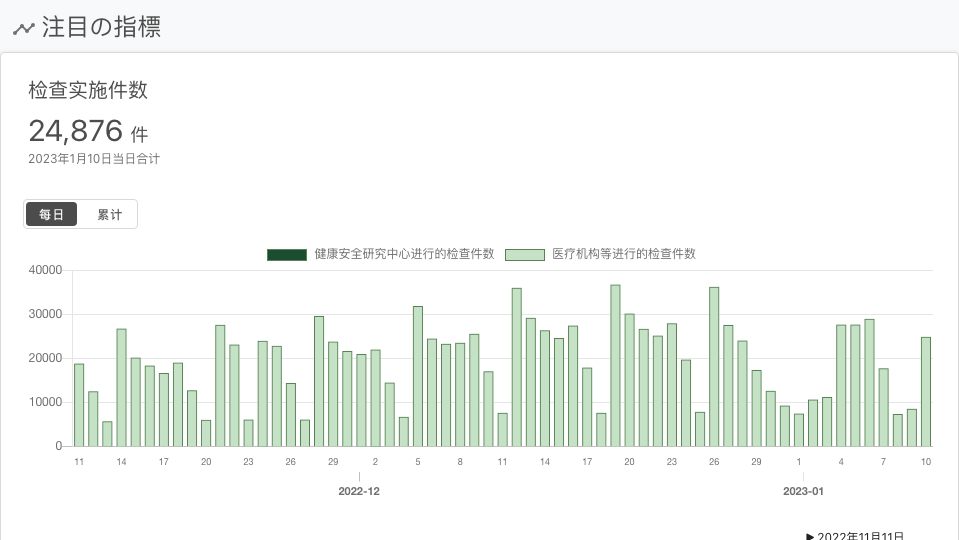 注目の指標
检查实施件数
24,876 件
2023年1月10日当日合计
每日 累计
健康安全研究中心进行的检查件数 医疗机构等进行的检查件数
40000
30000
20000
10000
0
11 14 17 20 23 26 29 2 5 8 11 14 17 20 23 26 29 1 4 7 10
2022-12 2023-01
▶ 2022年11月11日